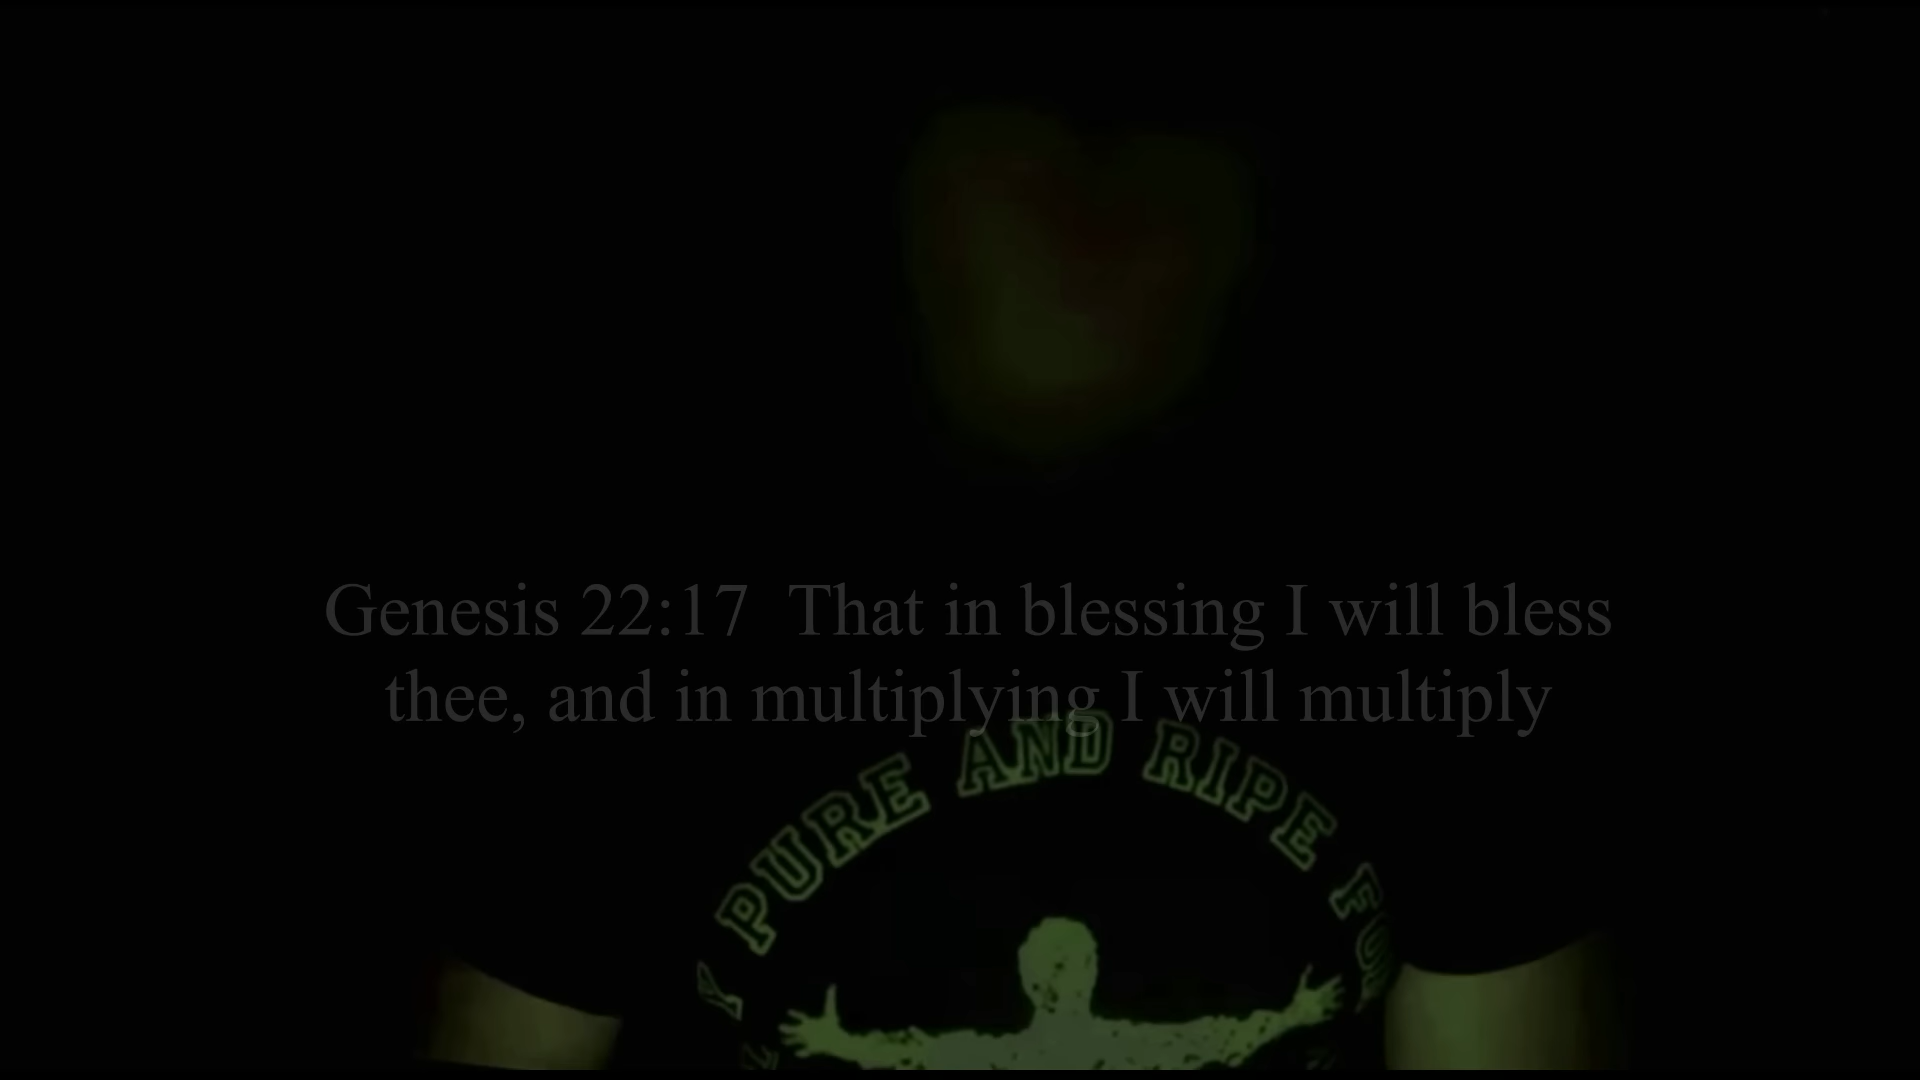 Genesis 22:17  That in blessing I will bless
thee, and in multiplying I will multiply
PURE AND RIPE